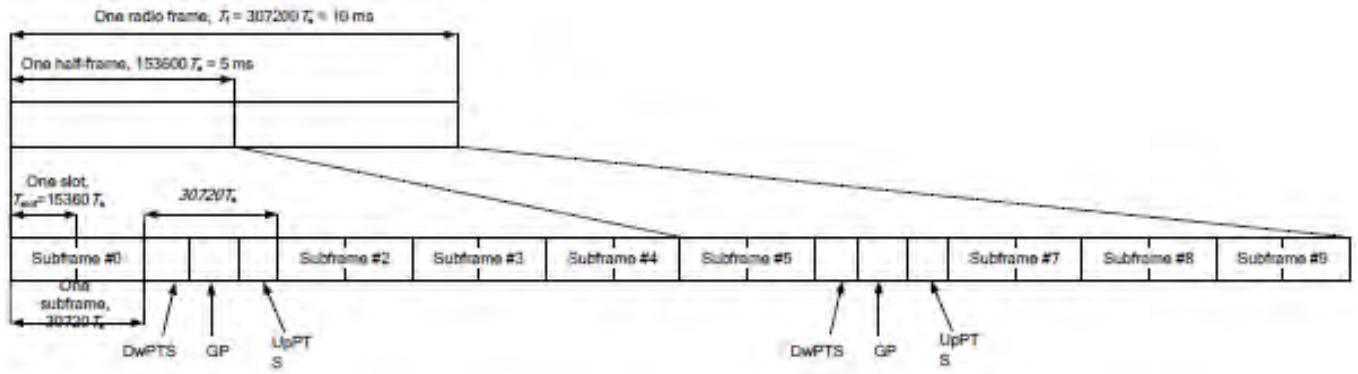 One radio frame, Tf = 307200 Ts = 10 ms
One half-frame, 153600 Ts = 5 ms
One slot,
Tslot=15360 Ts
30720Ts
Subframe #0
Subframe #2
Subframe #3
Subframe #4
Subframe #5
Subframe #7
Subframe #8
Subframe #9
One
subframe,
30720 Ts
DwPTS
GP
UpPT
S
DwPTS
GP
UpPT
S